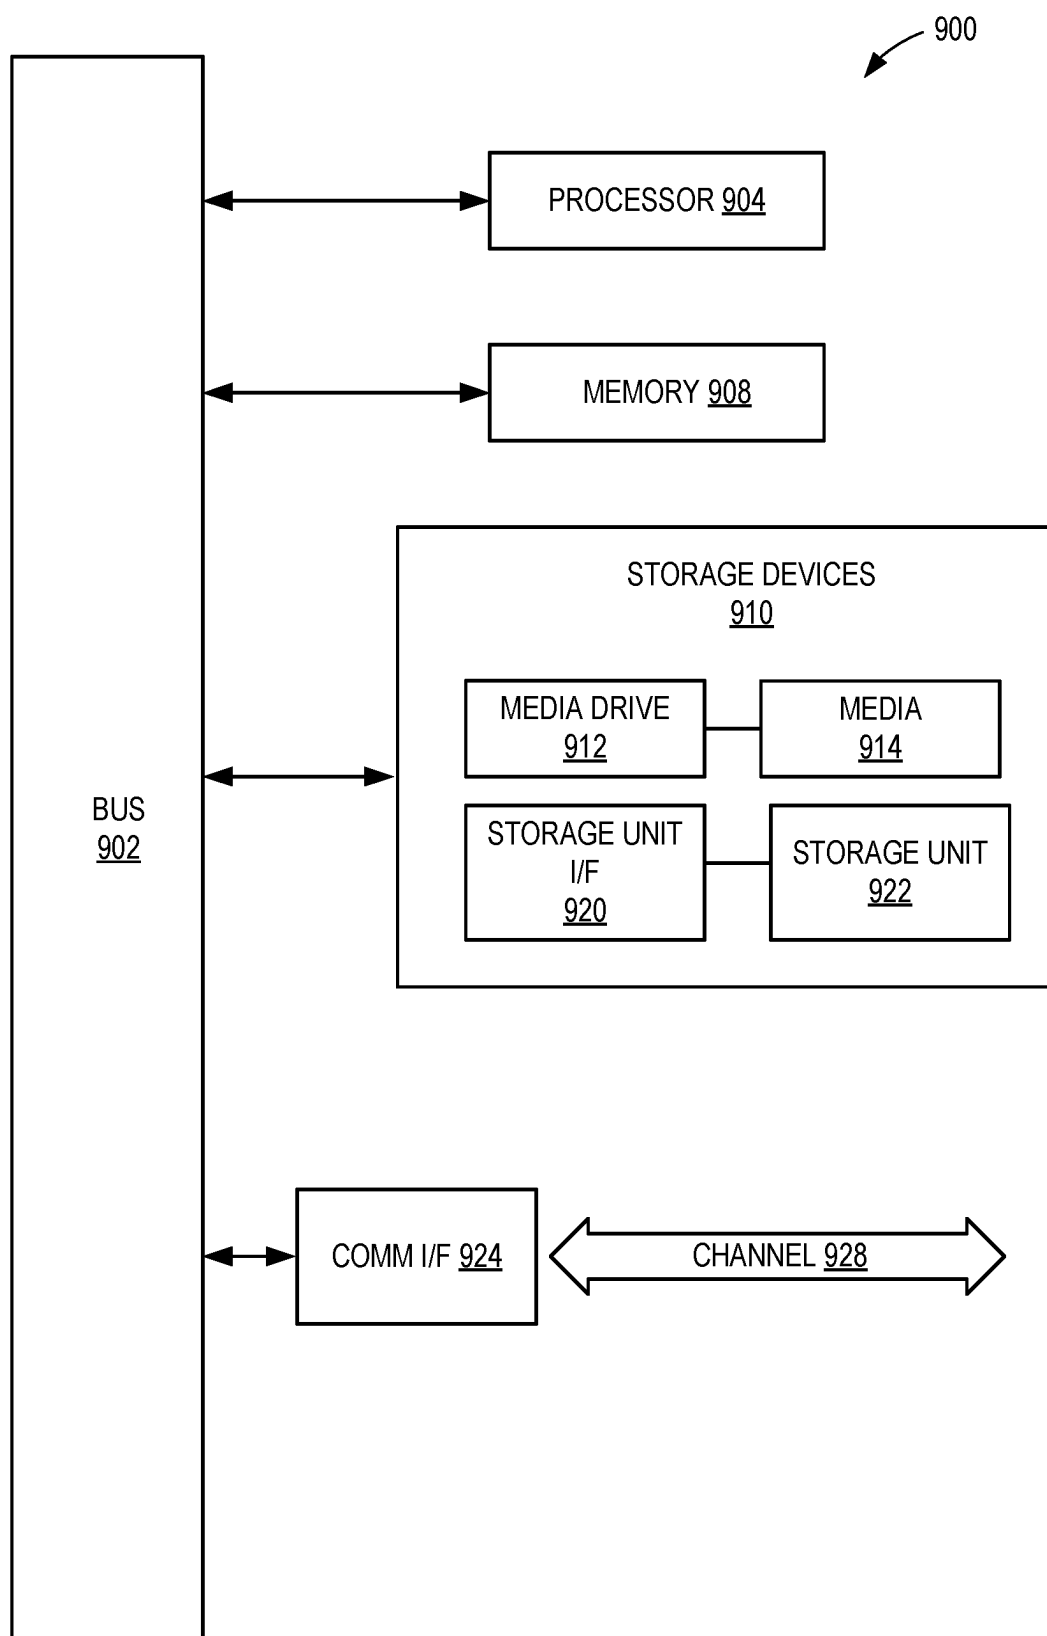 900
PROCESSOR 904
MEMORY 908
STORAGE DEVICES
910
MEDIA DRIVE
912
MEDIA
914
BUS
902
STORAGE UNIT
I/F
920
STORAGE UNIT
922
COMM I/F 924
CHANNEL 928